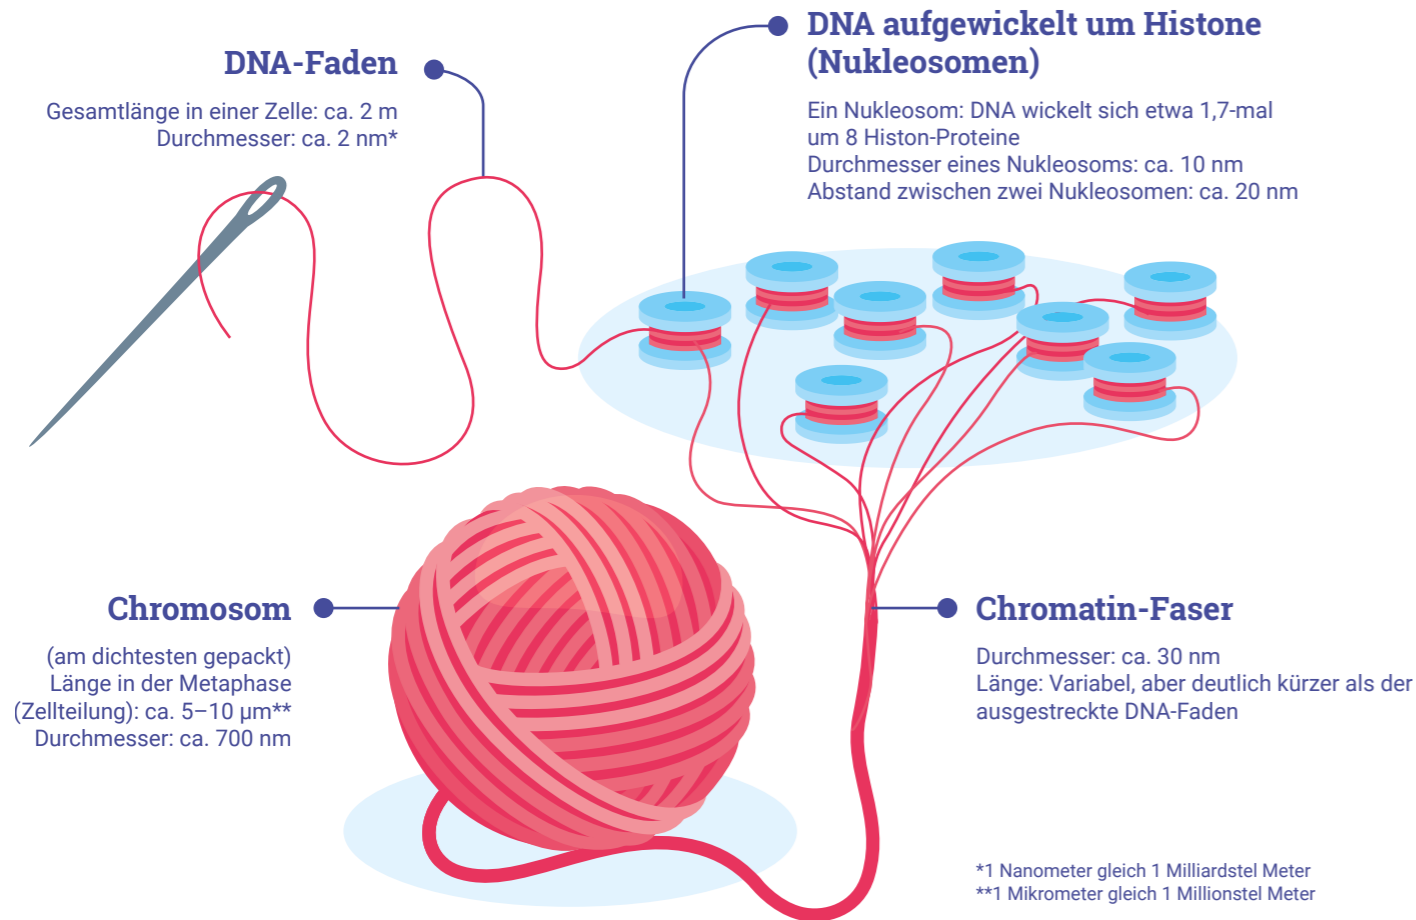 DNA-Faden
Gesamtlänge in einer Zelle: ca. 2 m
Durchmesser: ca. 2 nm*
DNA aufgewickelt um Histone
(Nukleosomen)
Ein Nukleosom: DNA wickelt sich etwa 1,7-mal
um 8 Histon-Proteine
Durchmesser eines Nukleosoms: ca. 10 nm
Abstand zwischen zwei Nukleosomen: ca. 20 nm
Chromosom
(am dichtesten gepackt)
Länge in der Metaphase
(Zellteilung): ca. 5–10 µm**
Durchmesser: ca. 700 nm
Chromatin-Faser
Durchmesser: ca. 30 nm
Länge: Variabel, aber deutlich kürzer als der
ausgestreckte DNA-Faden
*1 Nanometer gleich 1 Milliardstel Meter
**1 Mikrometer gleich 1 Millionstel Meter